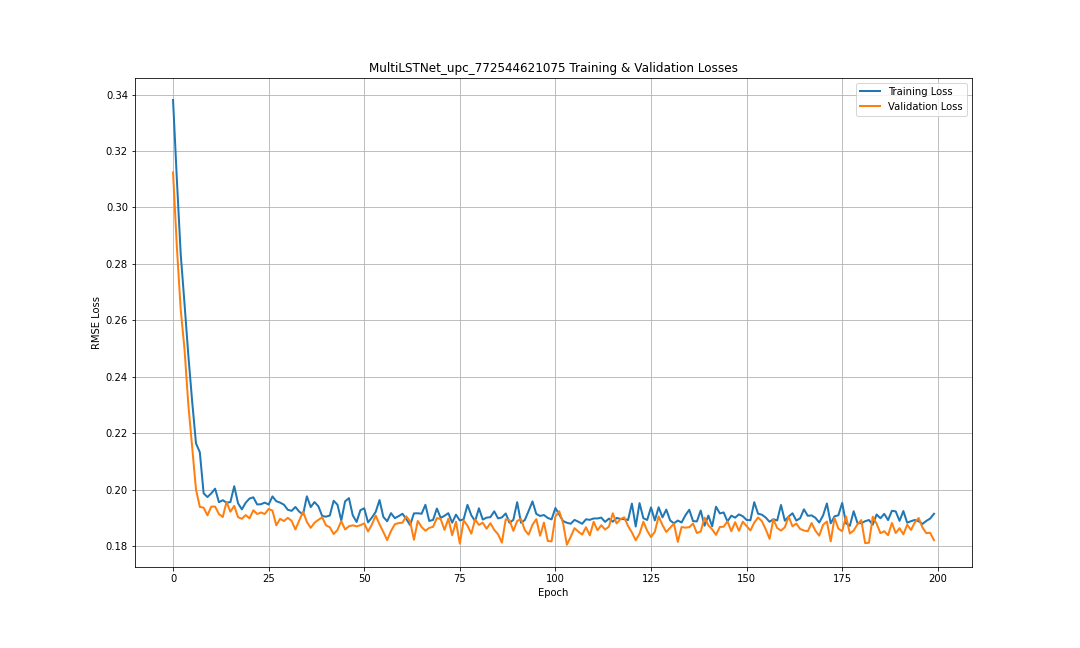 MultiLSTNet_upc_772544621075 Training & Validation Losses
Training Loss
Validation Loss
RMSE Loss
0.34
0.32
0.30
0.28
0.26
0.24
0.22
0.20
0.18
0 25 50 75 100 125 150 175 200
Epoch